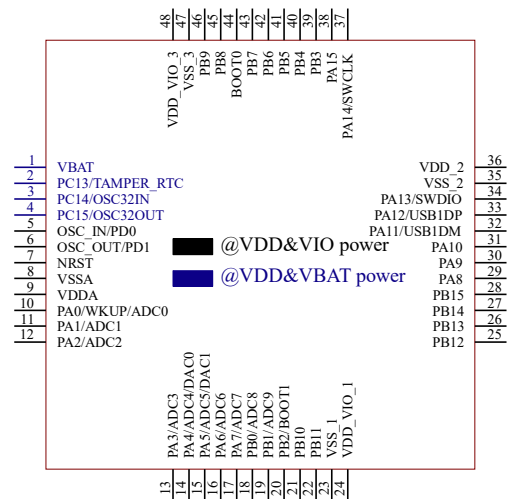 48 47 46 45 44 43 42 41 40 39 38 37
VDD_VIO_3
VSS_3
PB9
PB8
BOOT0
PB7
PB6
PB5
PB4
PB3
PA15
PA14/SWCLK
1 VBAT
2 PC13/TAMPER_RTC
3 PC14/OSC32IN
4 PC15/OSC32OUT
5 OSC_IN/PD0
6 OSC_OUT/PD1
7 NRST
8 VSSA
9 VDDA
10 PA0/WKUP/ADC0
11 PA1/ADC1
12 PA2/ADC2
VDD_2 36
VSS_2 35
PA13/SWDIO 34
PA12/USB1DP 33
PA11/USB1DM 32
PA10 31
PA9 30
PA8 29
PB15 28
PB14 27
PB13 26
PB12 25
@VDD&VIO power
@VDD&VBAT power
PA3/ADC3
PA4/ADC4/DAC0
PA5/ADC5/DAC1
PA6/ADC6
PA7/ADC7
PB0/ADC8
PB1/ADC9
PB2/BOOT1
PB10
PB11
VSS_1
VDD_VIO_1
13 14 15 16 17 18 19 20 21 22 23 24